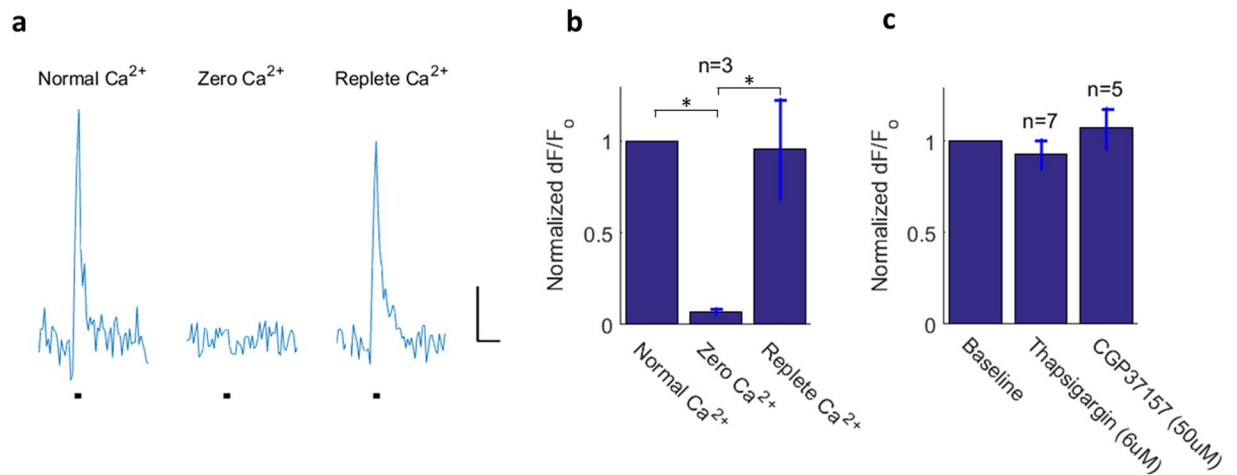 a
Normal Ca2+
Zero Ca2+
Replete Ca2+
b
n=3
*
*
Normalized dF/Fo
1
0.5
0
Normal Ca2+
Zero Ca2+
Replete Ca2+
c
n=5
n=7
Normalized dF/Fo
1
0.5
0
Baseline
Thapsigargin (6uM)
CGP37157 (50uM)